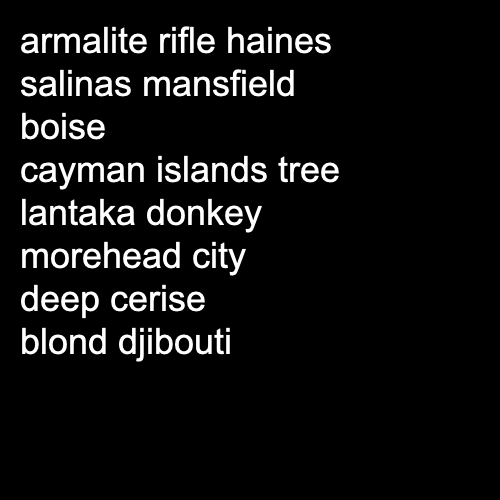 armalite rifle haines
salinas mansfield
boise
cayman islands tree
lantaka donkey
morehead city
deep cerise
blond djibouti